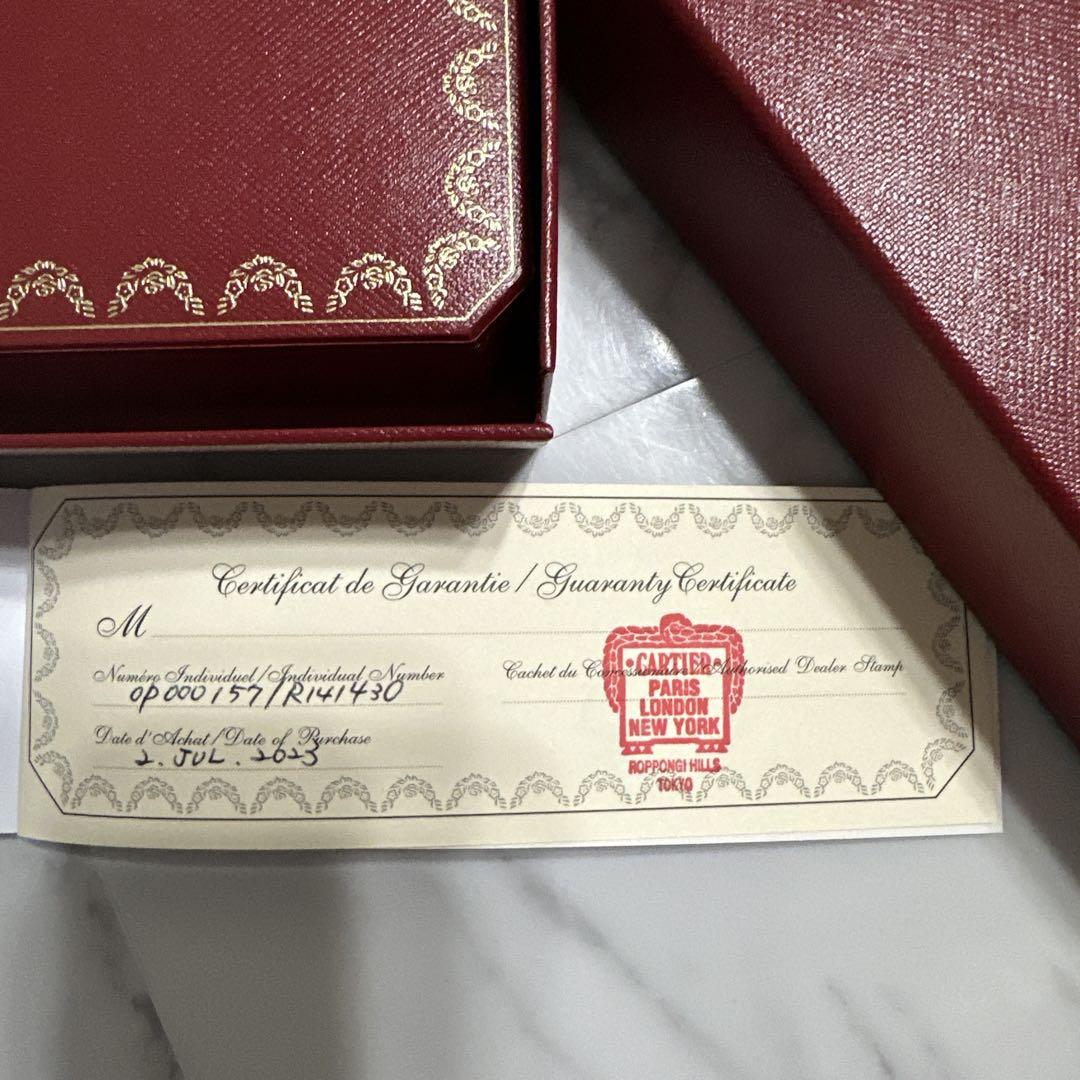 Certificat de Garantie / Guaranty Certificate
M
Numéro Individuel / Individual Number
OP000157/R141430
Date d'Achat / Date of Purchase
2. JUL. 2023
Cachet du Concessionnaire / Authorised Dealer Stamp
•CARTIER•
PARIS
LONDON
NEW YORK
ROPPONGI HILLS
TOKYO